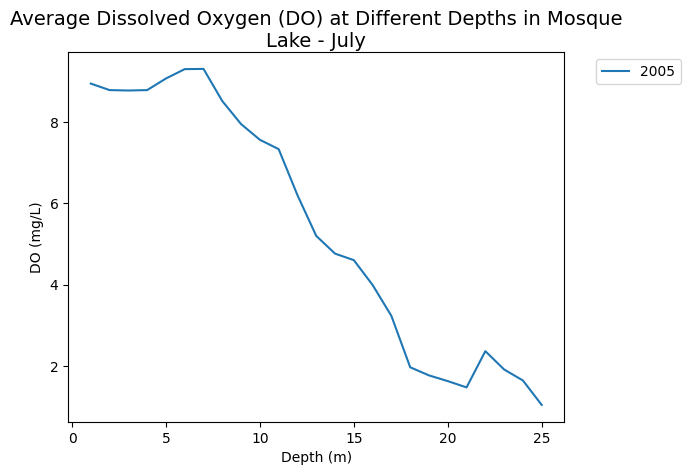 Average Dissolved Oxygen (DO) at Different Depths in Mosque
Lake - July
2005
DO (mg/L)
8
6
4
2
0
5
10
15
20
25
Depth (m)